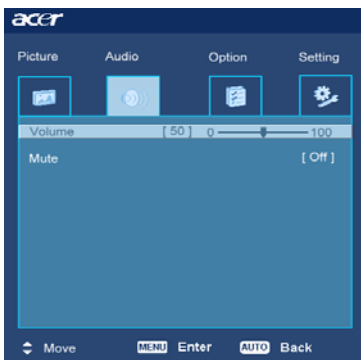 acer
Picture Audio Option Setting
Volume [ 50 ] 0 100
Mute [ Off ]
Move MENU Enter AUTO Back